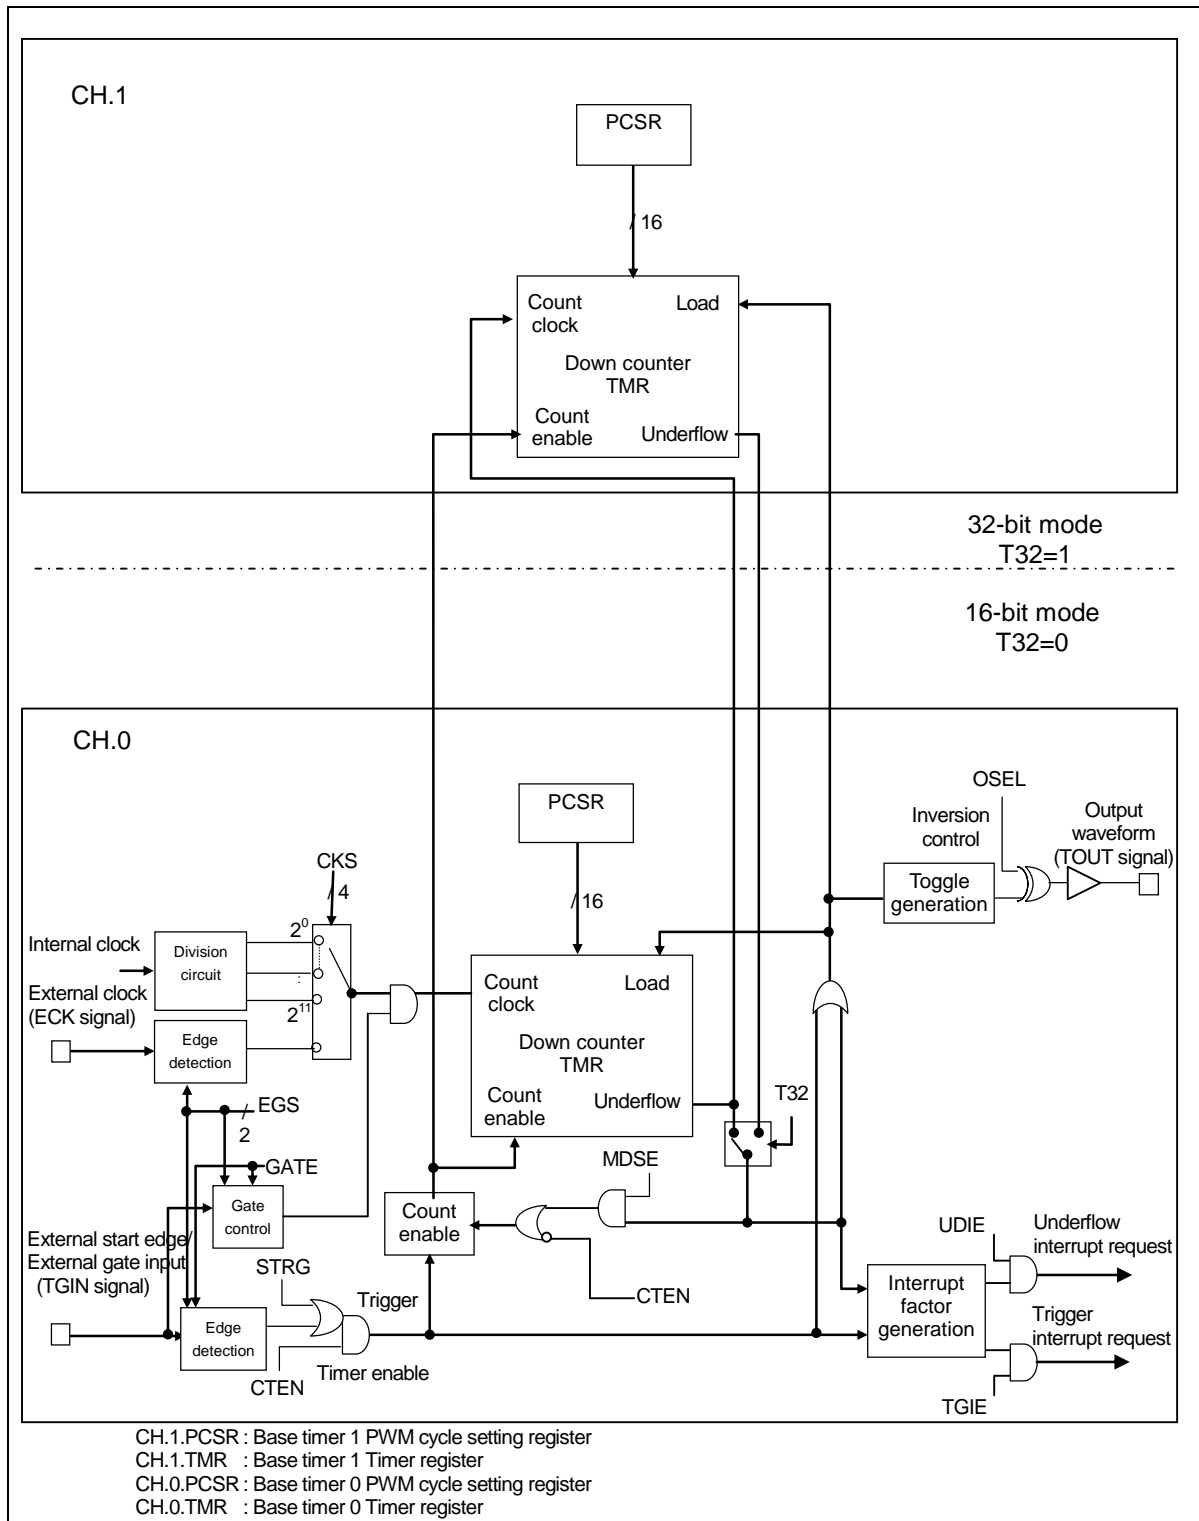 CH.1
PCSR
/ 16
Count
clock
Load
Down counter
TMR
Count
enable
Underflow
32-bit mode
T32=1
16-bit mode
T32=0
CH.0
PCSR
/16
OSEL
Inversion
control
Output
waveform
(TOUT signal)
Toggle
generation
CKS
/ 4
Internal clock
Division
circuit
2^0
:
2^11
External clock
(ECK signal)
Edge
detection
Count
clock
Load
Down counter
TMR
Count
enable
Underflow
T32
/ EGS
2
GATE
Gate
control
MDSE
Count
enable
CTEN
External start edge/
External gate input
(TGIN signal)
STRG
Trigger
Edge
detection
CTEN
Timer enable
UDIE
Underflow
interrupt request
Interrupt
factor
generation
Trigger
interrupt request
TGIE
CH.1.PCSR : Base timer 1 PWM cycle setting register
CH.1.TMR : Base timer 1 Timer register
CH.0.PCSR : Base timer 0 PWM cycle setting register
CH.0.TMR : Base timer 0 Timer register